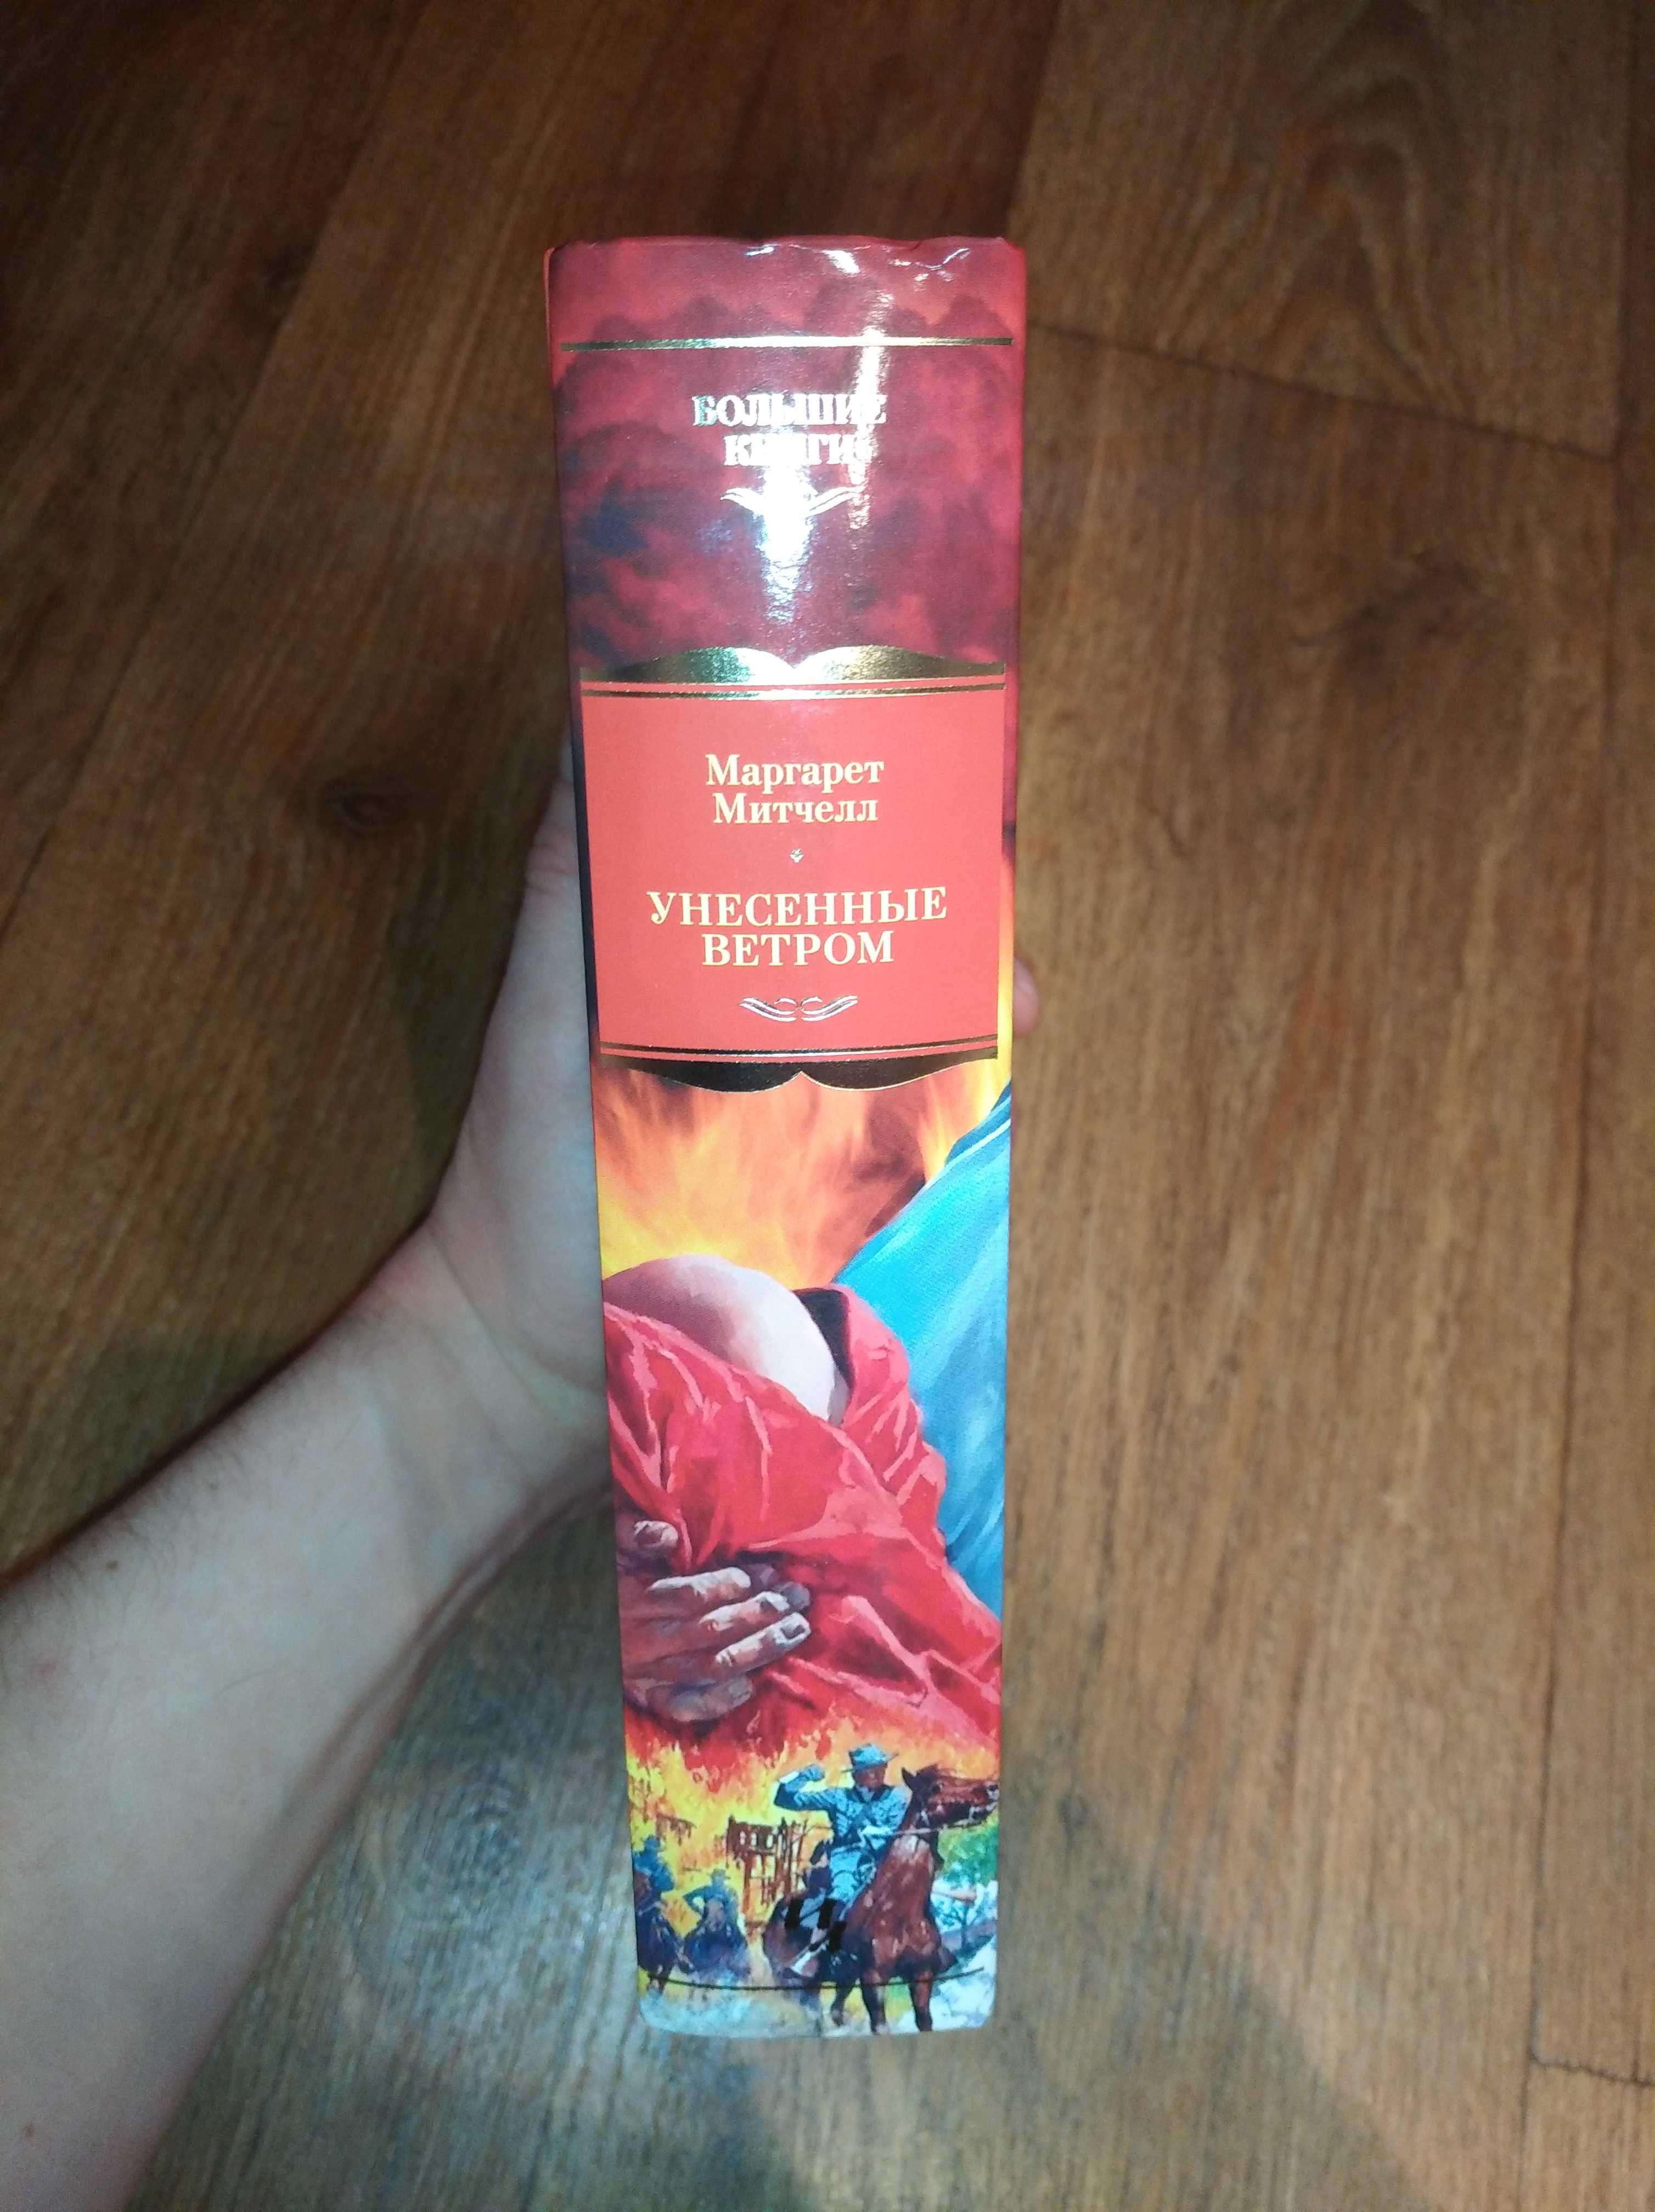 БОЛЬШИЕ
КНИГИ
Маргарет
Митчелл
УНЕСЕННЫЕ
ВЕТРОМ